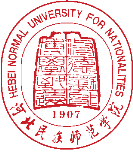 HEBEI NORMAL UNIVERSITY FOR NATIONALITIES
1907
河北民族师范学院